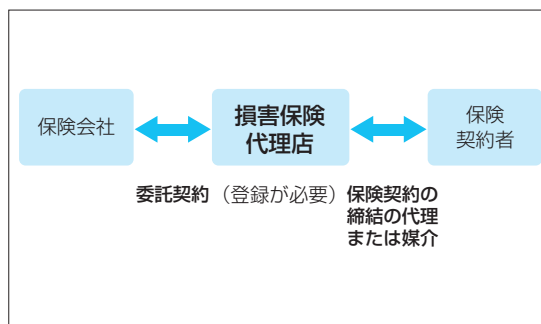 保険会社
損害保険
代理店
保険
契約者
委託契約
（登録が必要）
保険契約の
締結の代理
または媒介